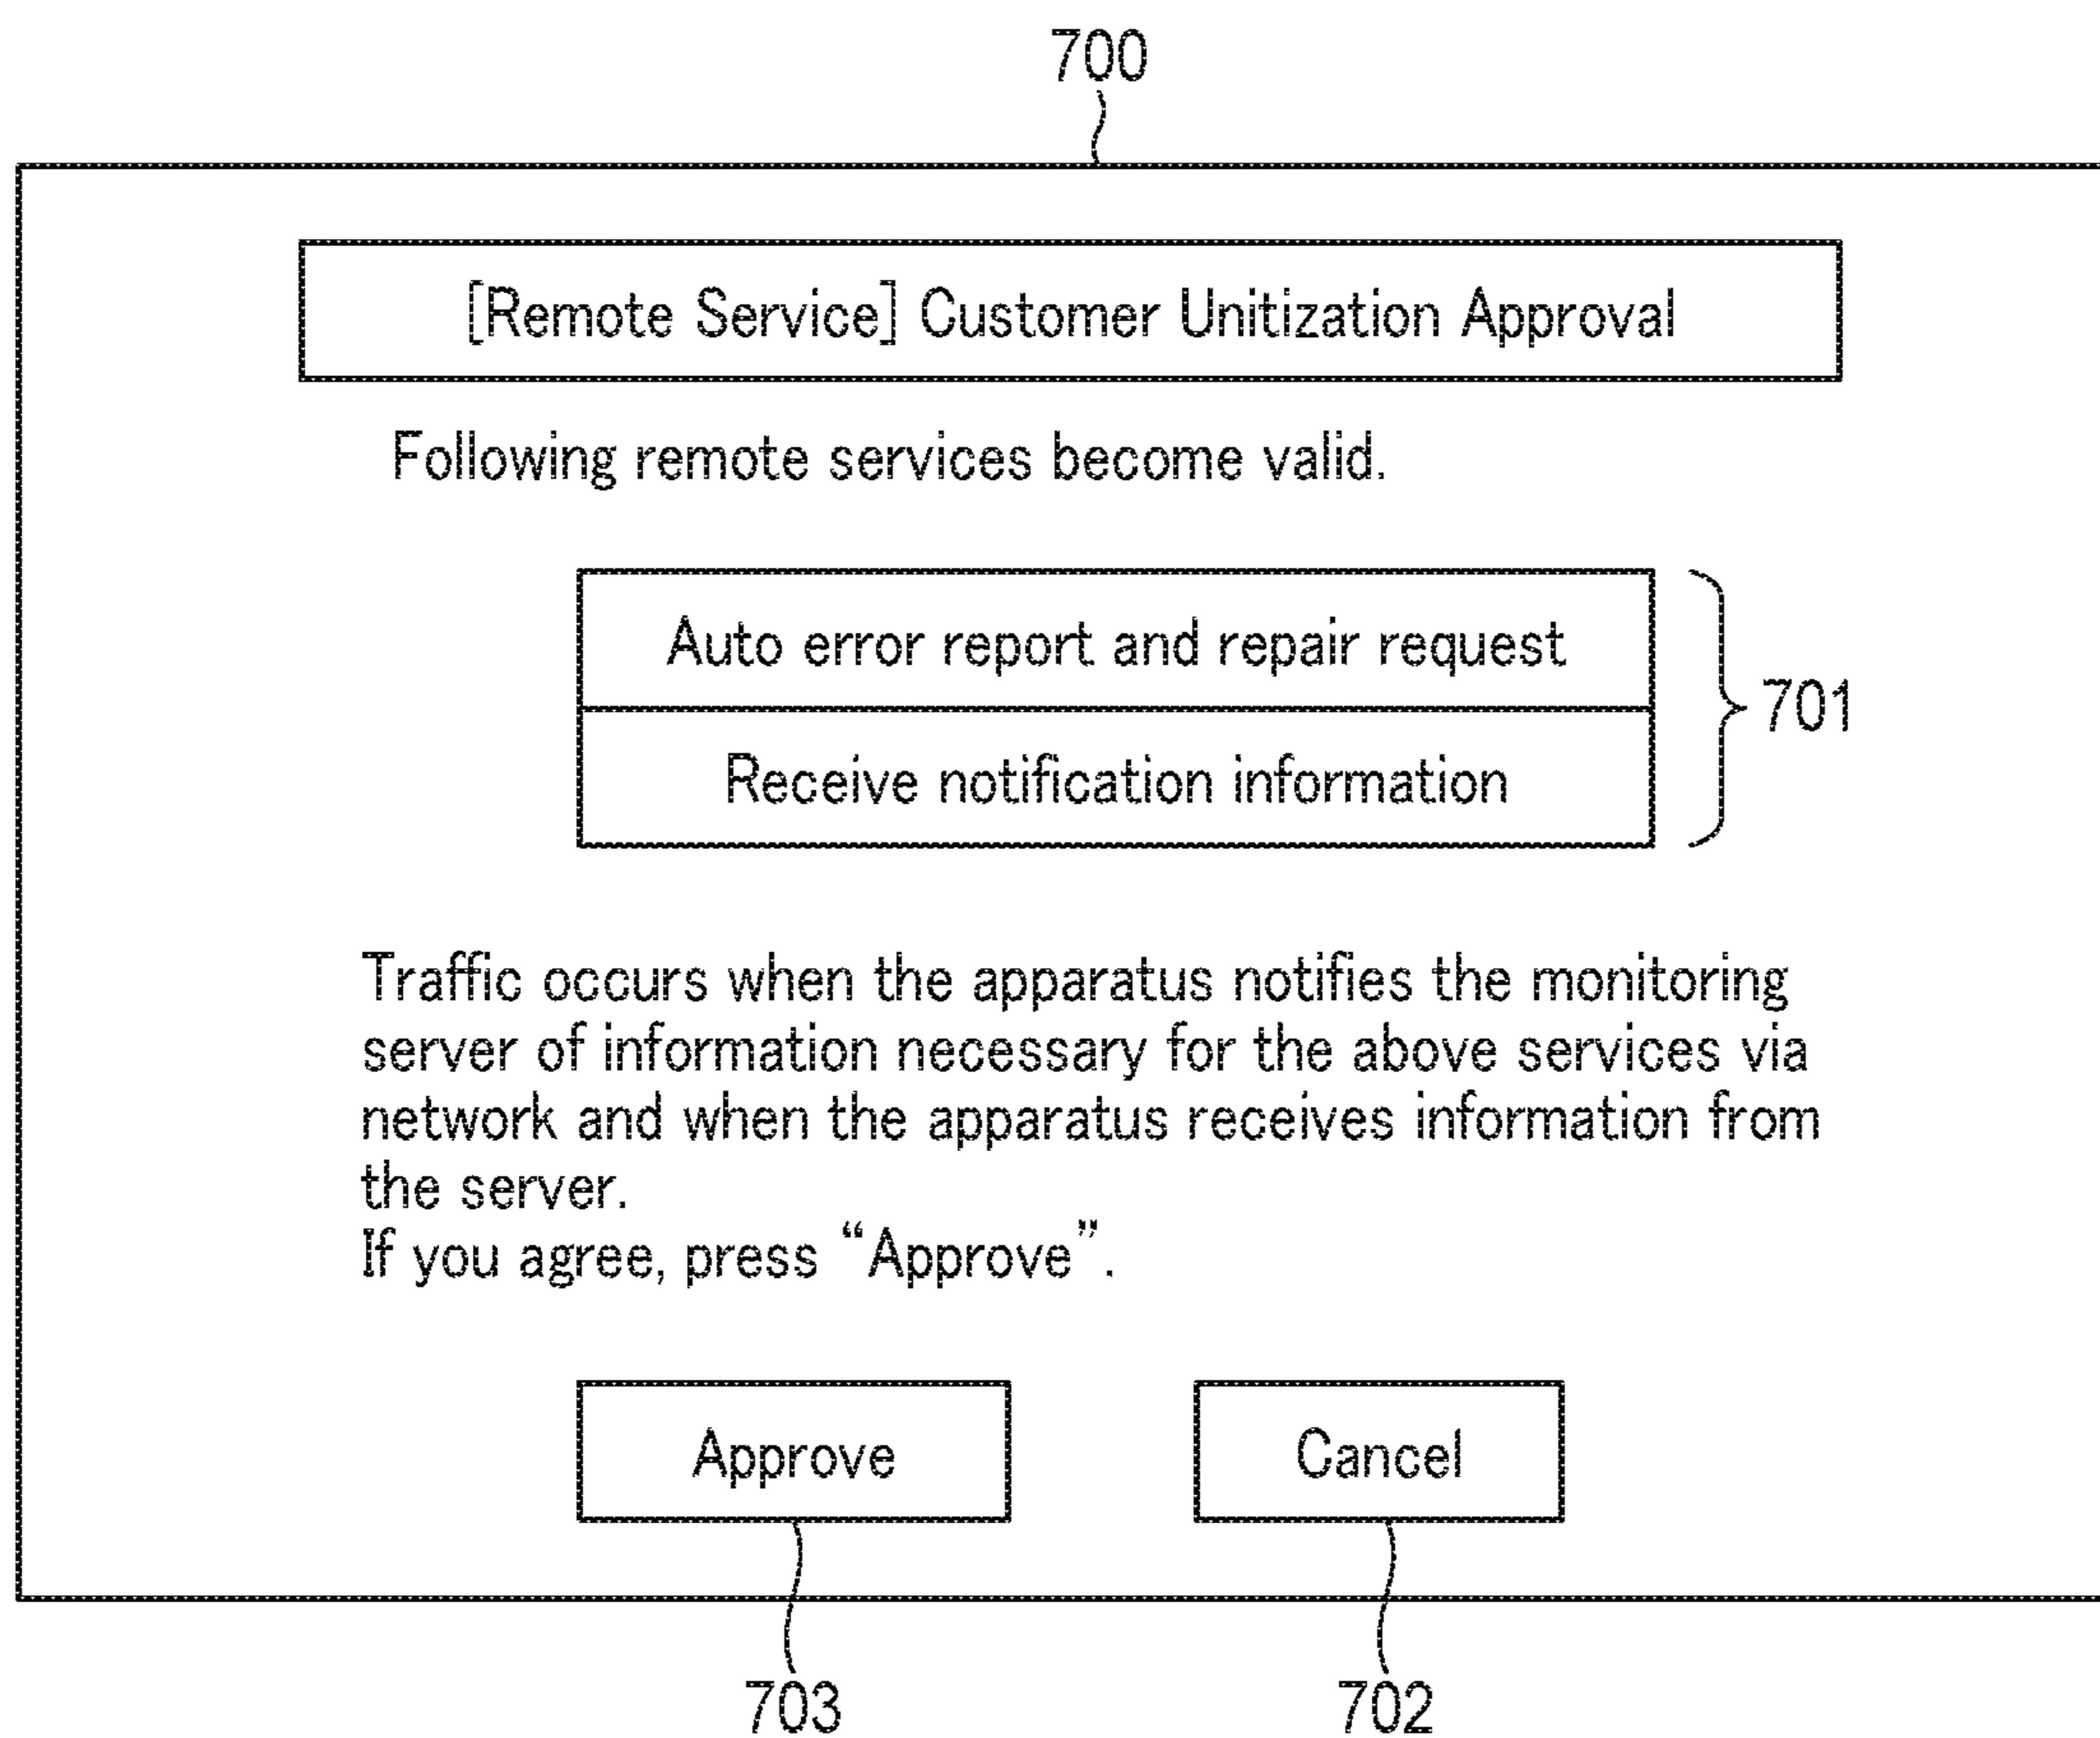 700
[Remote Service] Customer Unitization Approval
Following remote services become valid.
Auto error report and repair request
Receive notification information
701
Traffic occurs when the apparatus notifies the monitoring
server of information necessary for the above services via
network and when the apparatus receives information from
the server.
If you agree, press “Approve”.
Approve
Cancel
703
702